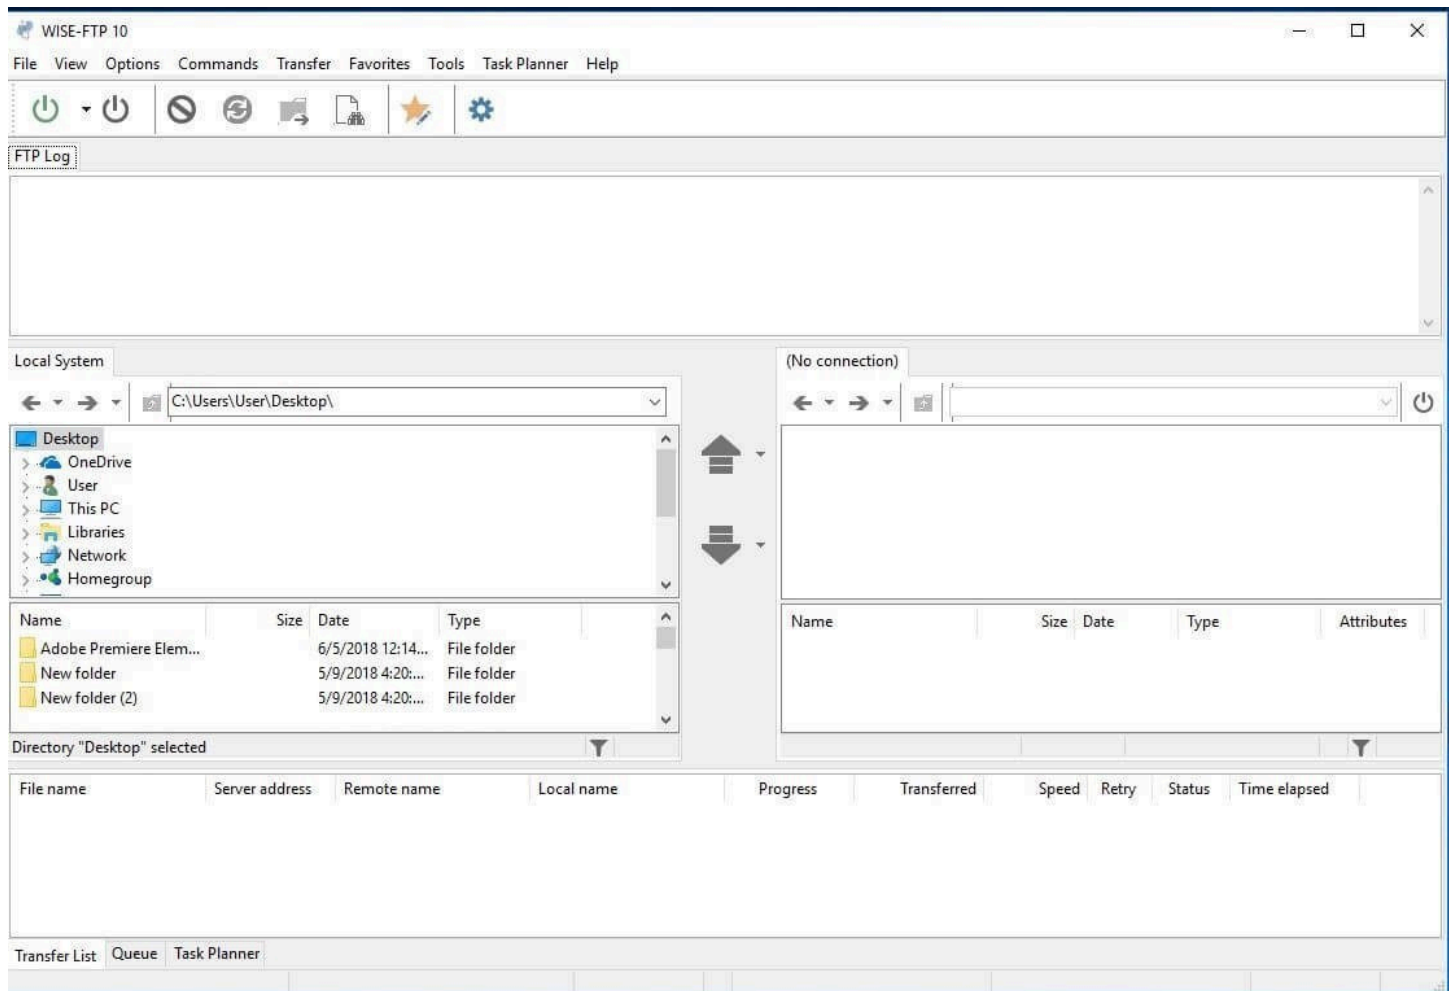 WISE-FTP 10
File View Options Commands Transfer Favorites Tools Task Planner Help
FTP Log
Local System
C:\Users\User\Desktop\
Desktop
OneDrive
User
This PC
Libraries
Network
Homegroup
Name Size Date Type
Adobe Premiere Elem... 6/5/2018 12:14... File folder
New folder 5/9/2018 4:20:... File folder
New folder (2) 5/9/2018 4:20:... File folder
Directory "Desktop" selected
(No connection)
Name Size Date Type Attributes
File name Server address Remote name Local name Progress Transferred Speed Retry Status Time elapsed
Transfer List Queue Task Planner